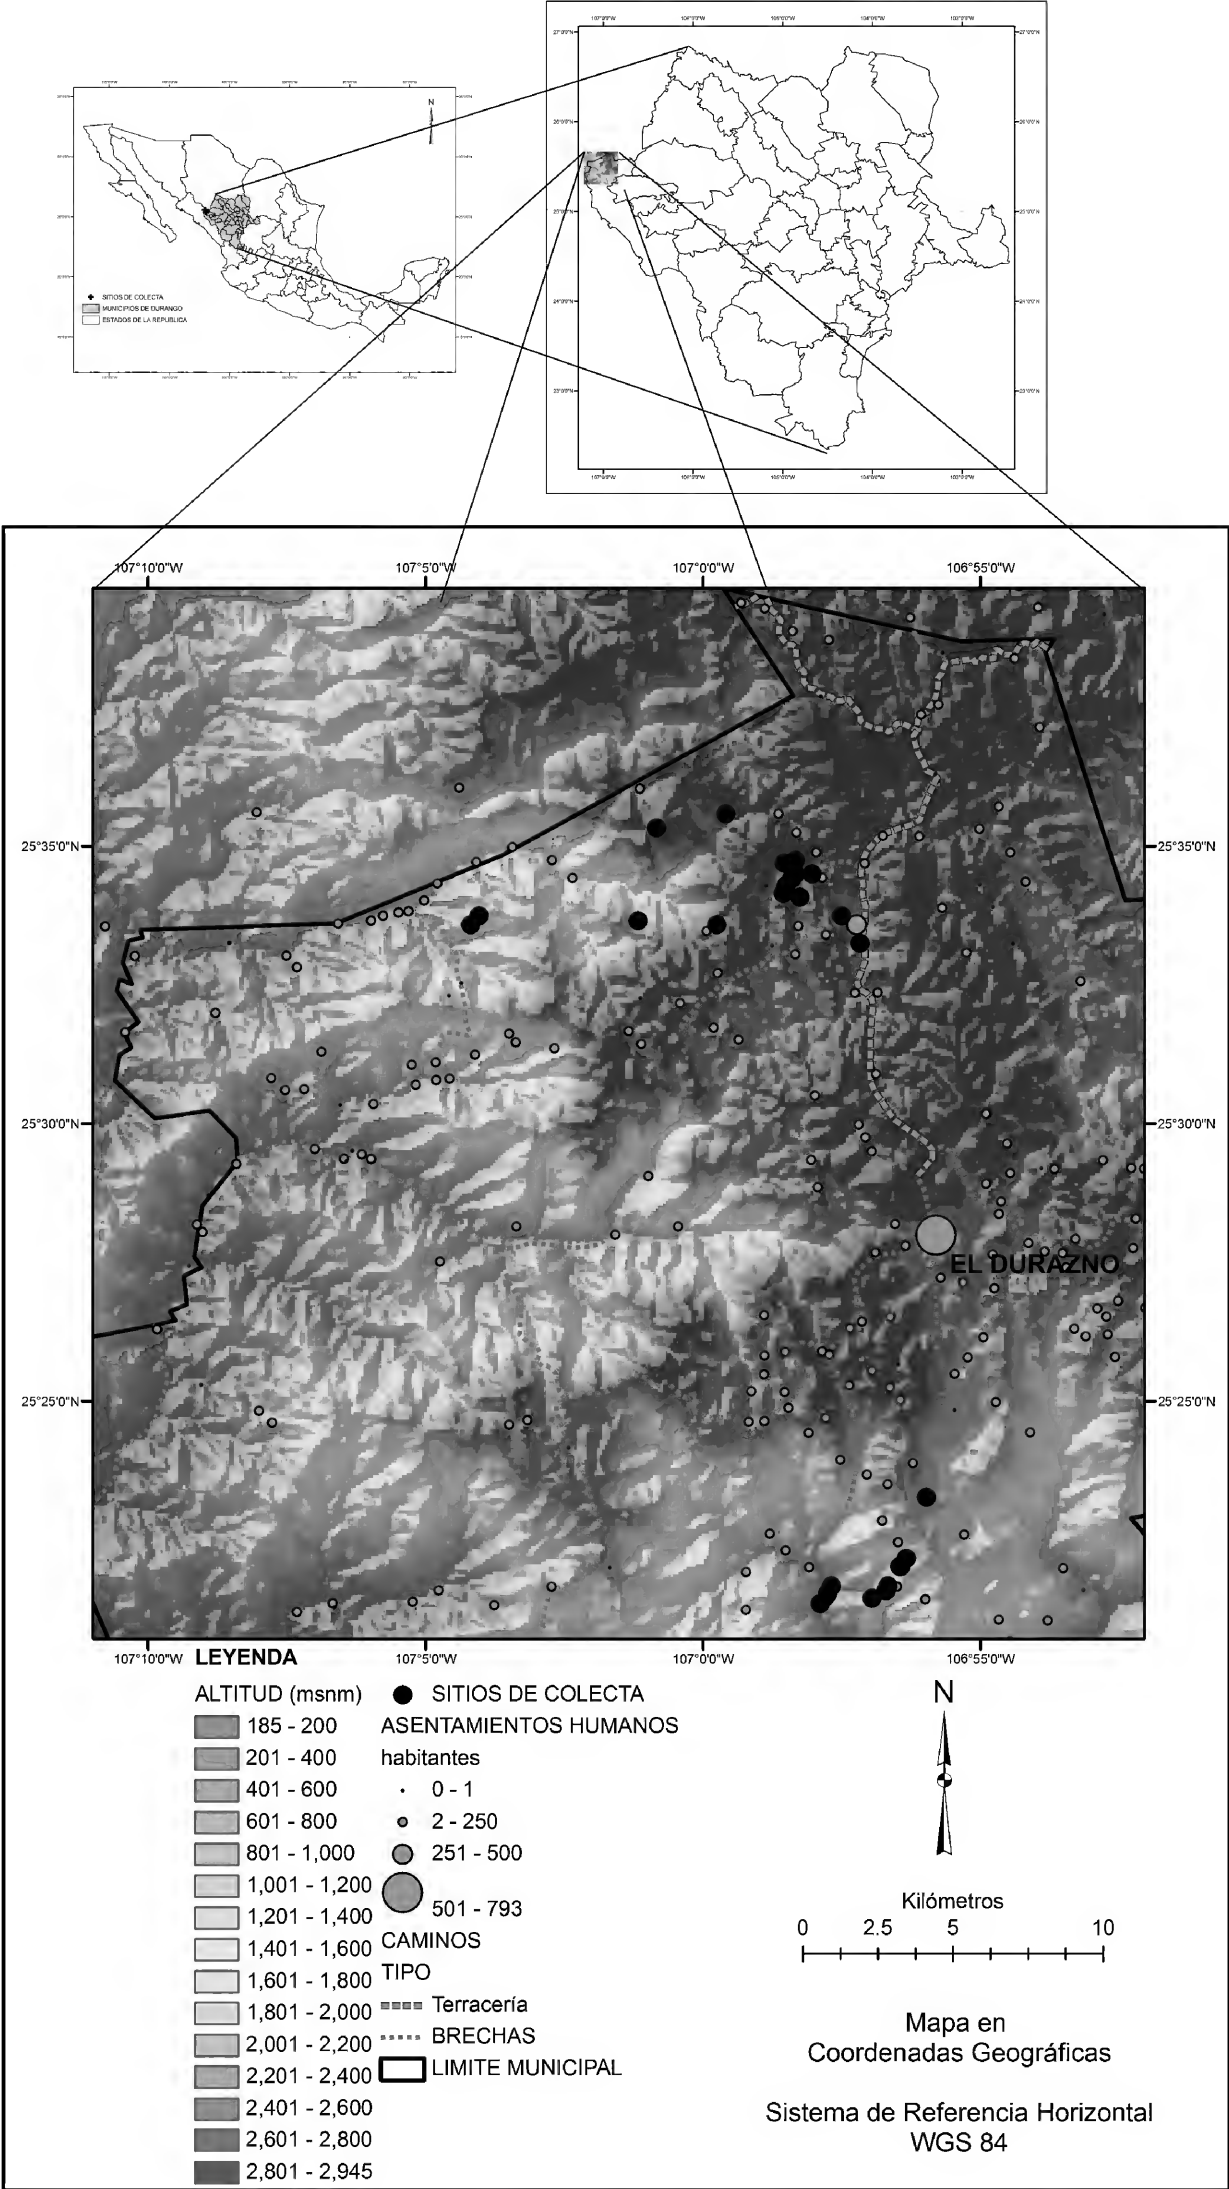 N
SITIOS DE COLECTA
MUNICIPIOS DE DURANGO
ESTADOS DE LA REPUBLICA
107°10'0"W 107°5'0"W 107°0'0"W 106°55'0"W
25°35'0"N 25°35'0"N
25°30'0"N 25°30'0"N
EL DURAZNO
25°25'0"N 25°25'0"N
107°10'0"W 107°5'0"W 107°0'0"W 106°55'0"W
LEYENDA
ALTITUD (msnm)
185 - 200
201 - 400
401 - 600
601 - 800
801 - 1,000
1,001 - 1,200
1,201 - 1,400
1,401 - 1,600
1,601 - 1,800
1,801 - 2,000
2,001 - 2,200
2,201 - 2,400
2,401 - 2,600
2,601 - 2,800
2,801 - 2,945
SITIOS DE COLECTA
ASENTAMIENTOS HUMANOS
habitantes
0 - 1
2 - 250
251 - 500
501 - 793
CAMINOS
TIPO
Terracería
BRECHAS
LIMITE MUNICIPAL
N
Kilómetros
0 2.5 5 10
Mapa en
Coordenadas Geográficas
Sistema de Referencia Horizontal
WGS 84